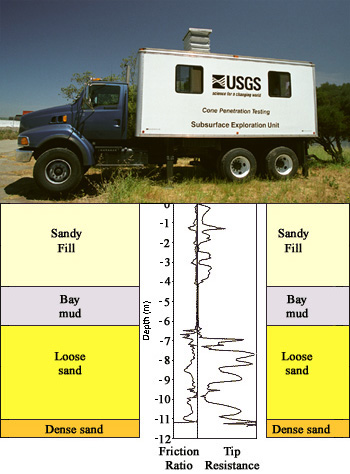 USGS
science for a changing world
Cone Penetration Testing
Subsurface Exploration Unit
Sandy
Fill
Bay
mud
Loose
sand
Dense sand
Depth (m)
0
-1
-2
-3
-4
-5
-6
-7
-8
-9
-10
-11
-12
Friction
Ratio
Tip
Resistance
Sandy
Fill
Bay
mud
Loose
sand
Dense sand